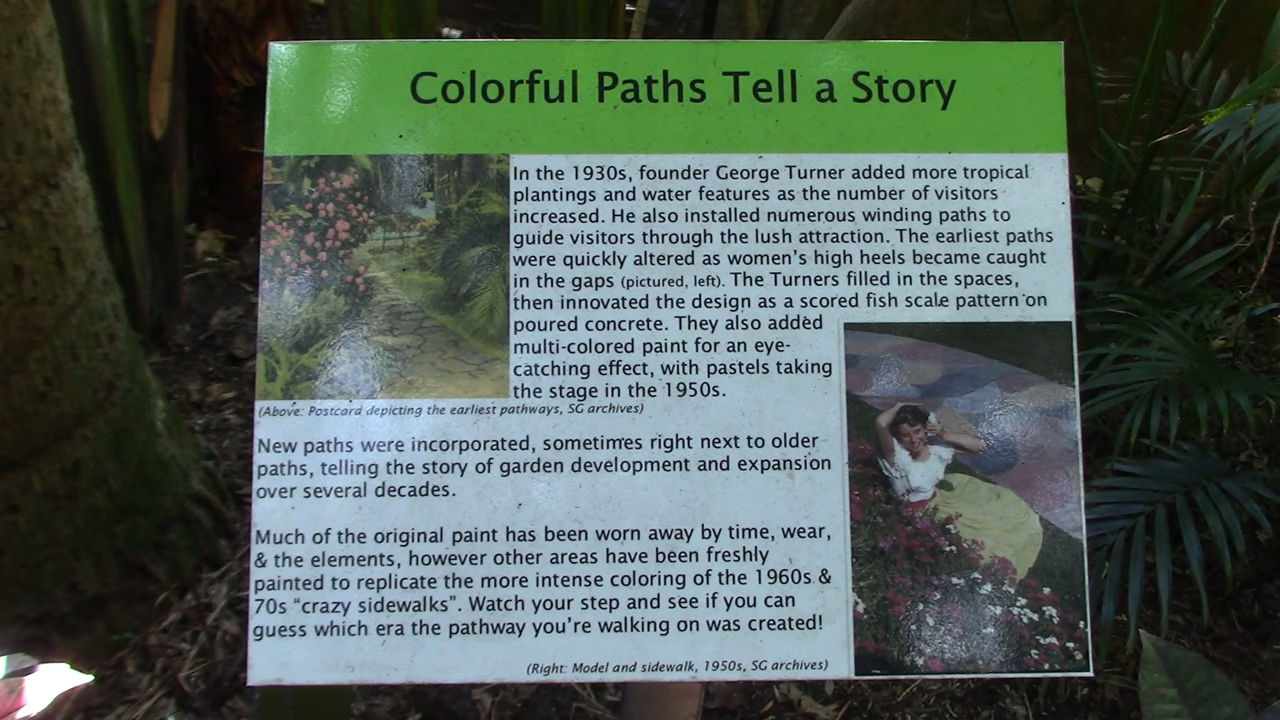 Colorful Paths Tell a Story
In the 1930s, founder George Turner added more tropical
plantings and water features as the number of visitors
increased. He also installed numerous winding paths to
guide visitors through the lush attraction. The earliest paths
were quickly altered as women's high heels became caught
in the gaps (pictured, left). The Turners filled in the spaces,
then innovated the design as a scored fish scale pattern on
poured concrete. They also added
multi-colored paint for an eye-
catching effect, with pastels taking
the stage in the 1950s.
(Above: Postcard depicting the earliest pathways, SG archives)
New paths were incorporated, sometimes right next to older
paths, telling the story of garden development and expansion
over several decades.
Much of the original paint has been worn away by time, wear,
& the elements, however other areas have been freshly
painted to replicate the more intense coloring of the 1960s &
70s "crazy sidewalks". Watch your step and see if you can
guess which era the pathway you're walking on was created!
(Right: Model and sidewalk, 1950s, SG archives)